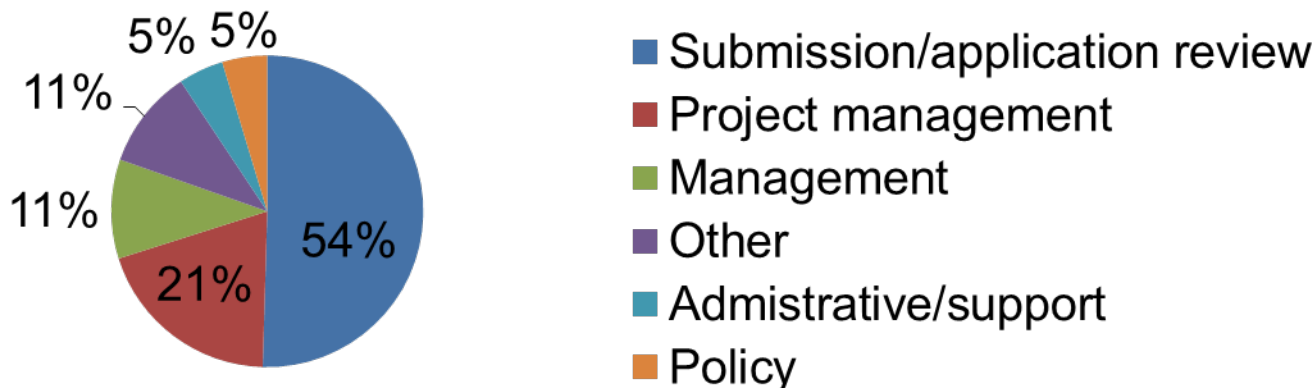 5% 5%
11%
11%
54%
21%
Submission/application review
Project management
Management
Other
Admistrative/support
Policy